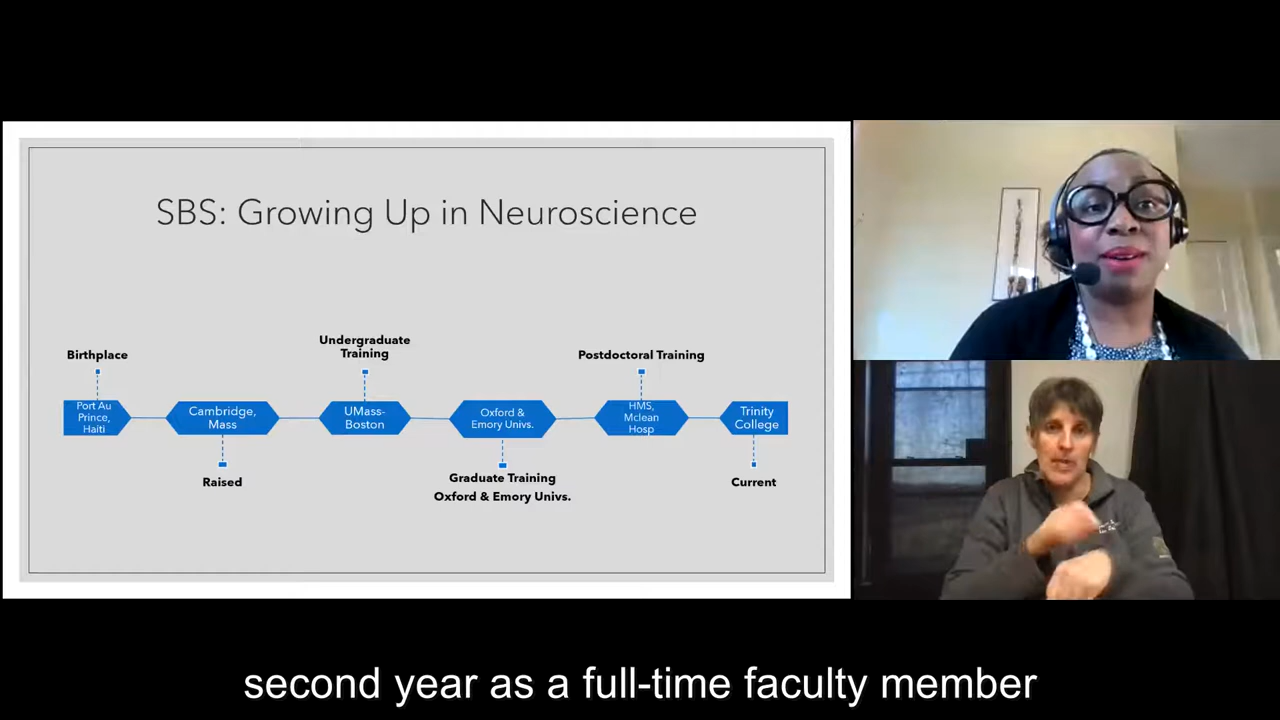 SBS: Growing Up in Neuroscience
Birthplace
Undergraduate
Training
Postdoctoral Training
Port Au
Prince,
Haiti
Cambridge,
Mass
UMass-
Boston
Oxford &
Emory Univs.
HMS,
Mclean
Hosp
Trinity
College
Raised
Graduate Training
Oxford & Emory Univs.
Current
second year as a full-time faculty member